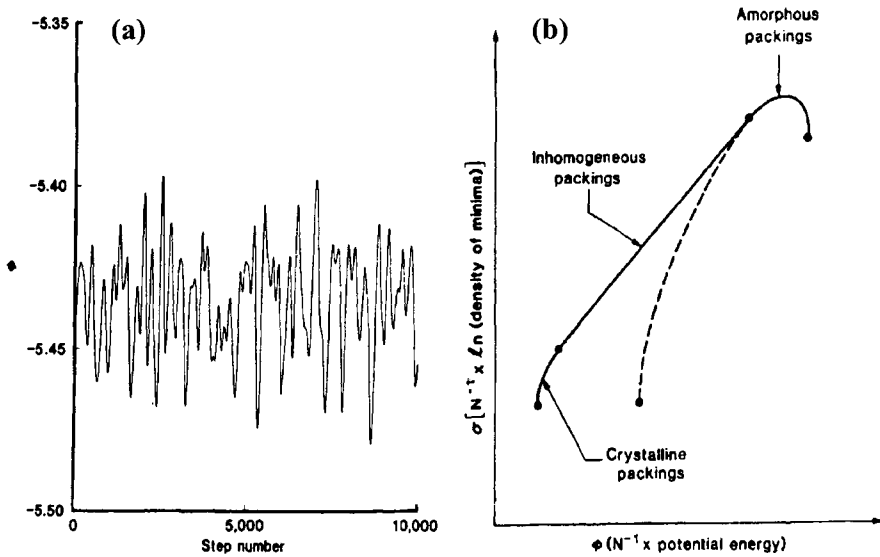 (a)
-5.35
-5.40
-5.45
-5.50
ϕ
0
5,000
10,000
Step number
(b)
Amorphous
packings
Inhomogeneous
packings
Crystalline
packings
σ[N⁻¹ x ℓn (density of minima)]
ϕ(N⁻¹ x potential energy)